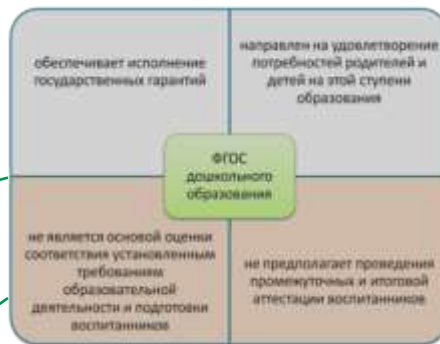 обеспечивает исполнение
государственных гарантий
направлен на удовлетворение
потребностей родителей и
детей на этой ступени
образования
ФГОС
дошкольного
образования
не является основой оценки
соответствия установленным
требованиям
образовательной
деятельности и подготовки
воспитанников
не предполагает проведения
промежуточных и итоговой
аттестации воспитанников